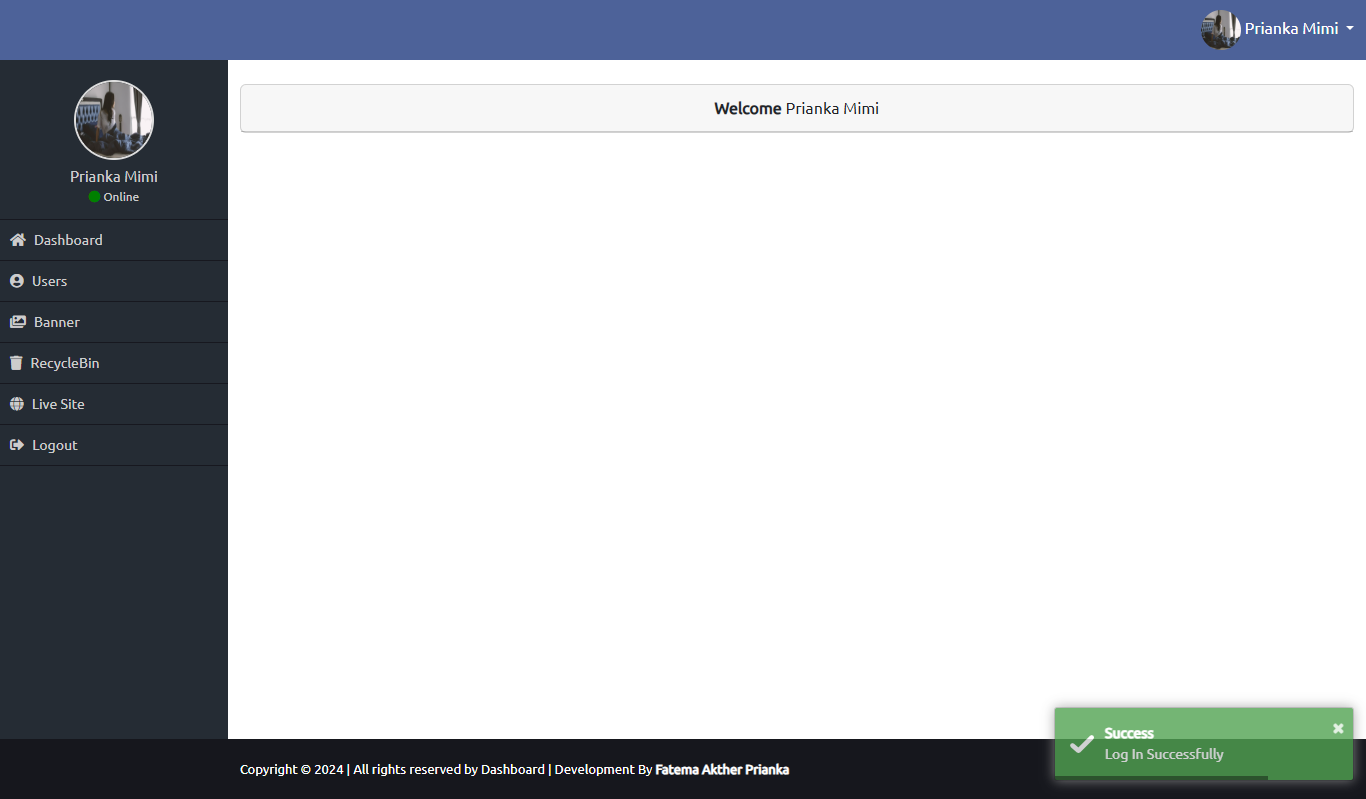 Prianka Mimi
Prianka Mimi
Online
Dashboard
Users
Banner
RecycleBin
Live Site
Logout
Welcome Prianka Mimi
Success
Log In Successfully
Copyright © 2024 | All rights reserved by Dashboard | Development By Fatema Akther Prianka